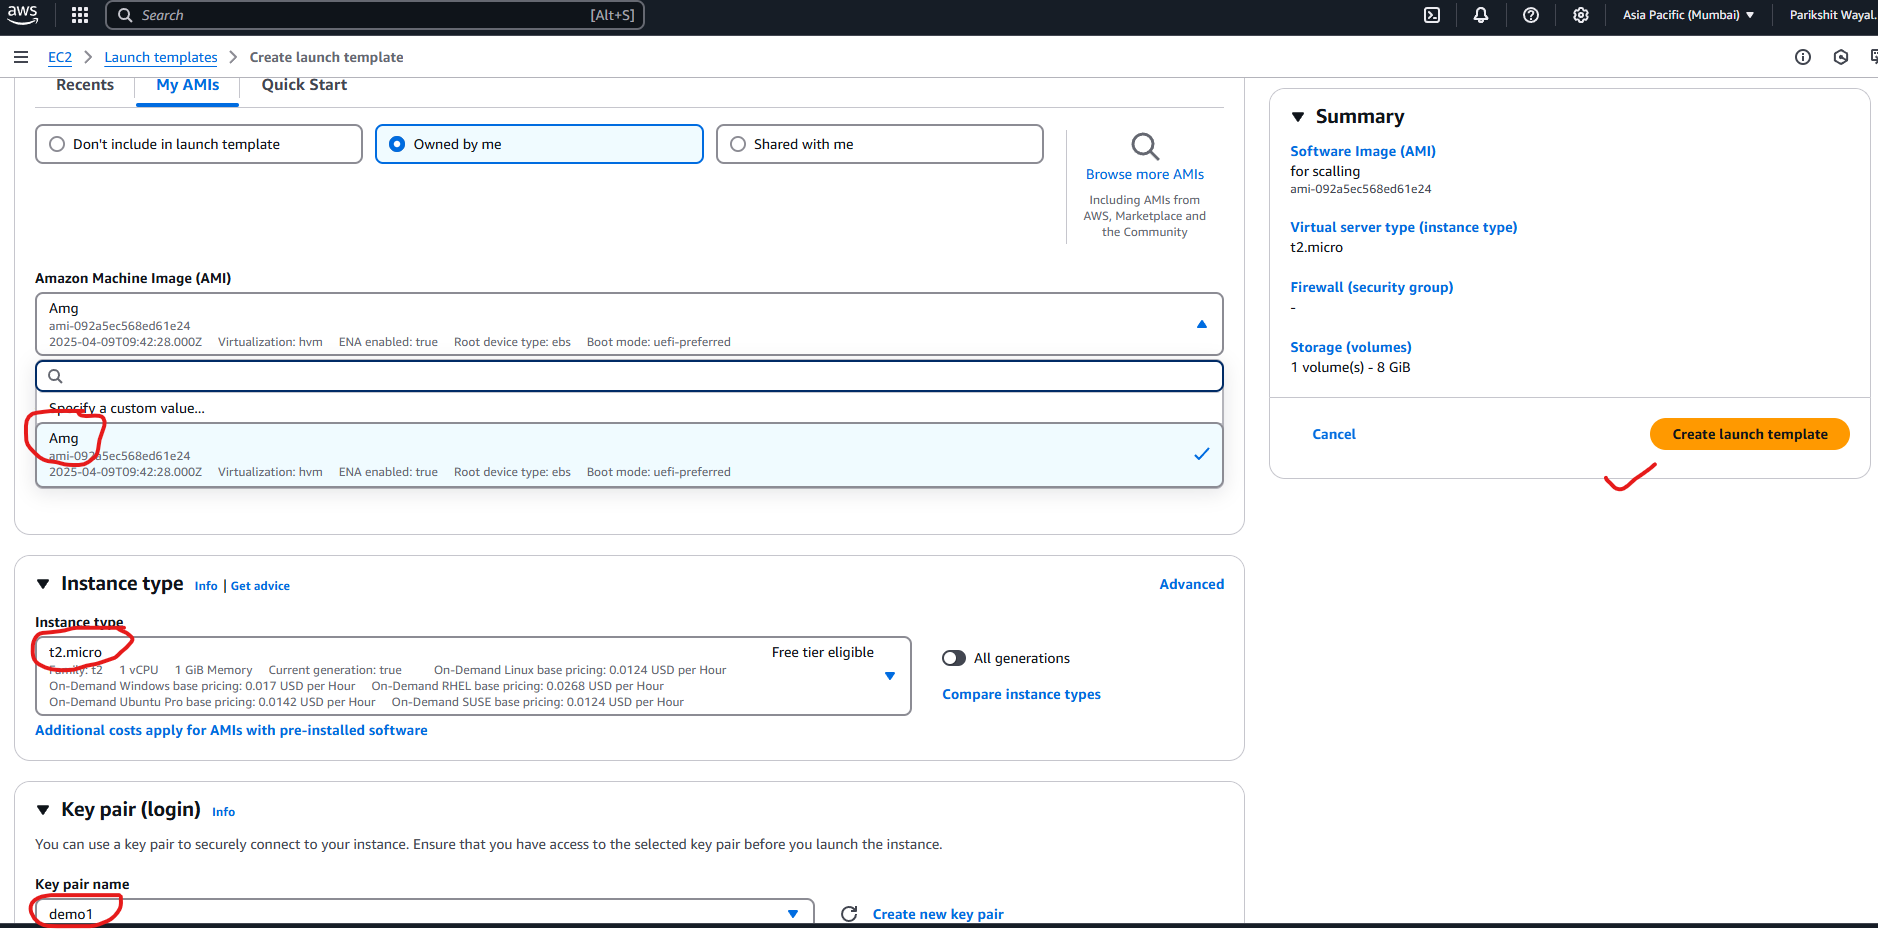 aws
Search [Alt+S]
Asia Pacific (Mumbai)
Parikshit Wayal.
EC2 > Launch templates > Create launch template
Recents
My AMIs
Quick Start
Don't include in launch template
Owned by me
Shared with me
Browse more AMIs
Including AMIs from
AWS, Marketplace and
the Community
Amazon Machine Image (AMI)
Amg
ami-092a5ec568ed61e24
2025-04-09T09:42:28.000Z Virtualization: hvm ENA enabled: true Root device type: ebs Boot mode: uefi-preferred
Specify a custom value...
Amg
ami-092a5ec568ed61e24
2025-04-09T09:42:28.000Z Virtualization: hvm ENA enabled: true Root device type: ebs Boot mode: uefi-preferred
Instance type Info | Get advice
Advanced
Instance type
t2.micro
Free tier eligible
Family: t2 1 vCPU 1 GiB Memory Current generation: true On-Demand Linux base pricing: 0.0124 USD per Hour
On-Demand Windows base pricing: 0.017 USD per Hour On-Demand RHEL base pricing: 0.0268 USD per Hour
On-Demand Ubuntu Pro base pricing: 0.0142 USD per Hour On-Demand SUSE base pricing: 0.0124 USD per Hour
All generations
Compare instance types
Additional costs apply for AMIs with pre-installed software
Key pair (login) Info
You can use a key pair to securely connect to your instance. Ensure that you have access to the selected key pair before you launch the instance.
Key pair name
demo1
Create new key pair
Summary
Software Image (AMI)
for scalling
ami-092a5ec568ed61e24
Virtual server type (instance type)
t2.micro
Firewall (security group)
-
Storage (volumes)
1 volume(s) - 8 GiB
Cancel
Create launch template